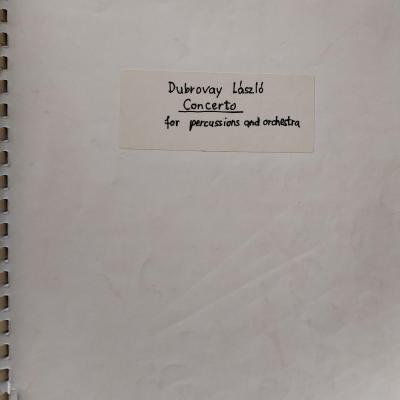 Dubrovay László
Concerto
for percussions and orchestra